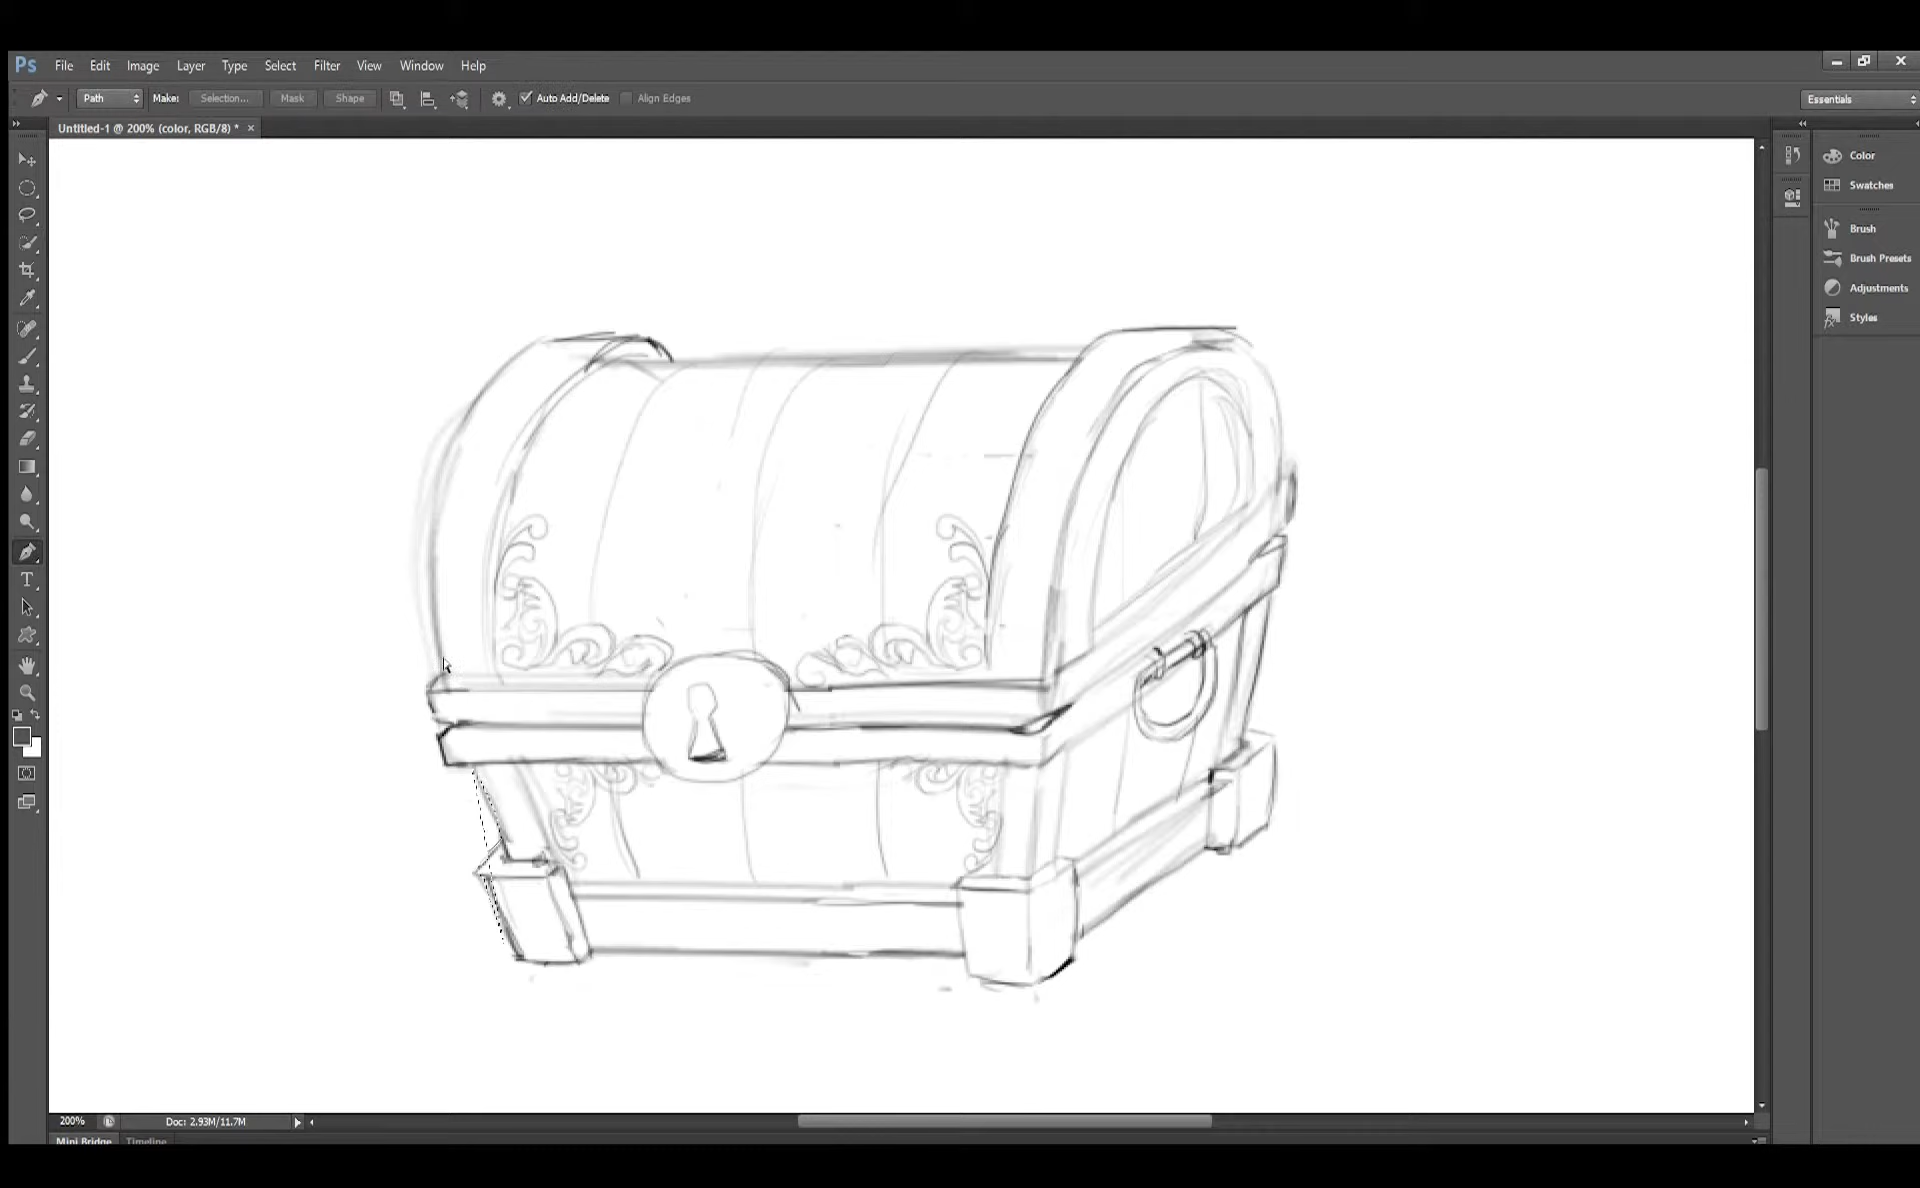 Ps File Edit Image Layer Type Select Filter View Window Help
Path Make: Selection... Mask Shape Auto Add/Delete Align Edges Essentials
Untitled-1 @ 200% (color, RGB/8) * ×
Color
Swatches
Brush
Brush Presets
Adjustments
Styles
T
200% Doc: 2.93M/11.7M
Mini Bridge Timeline